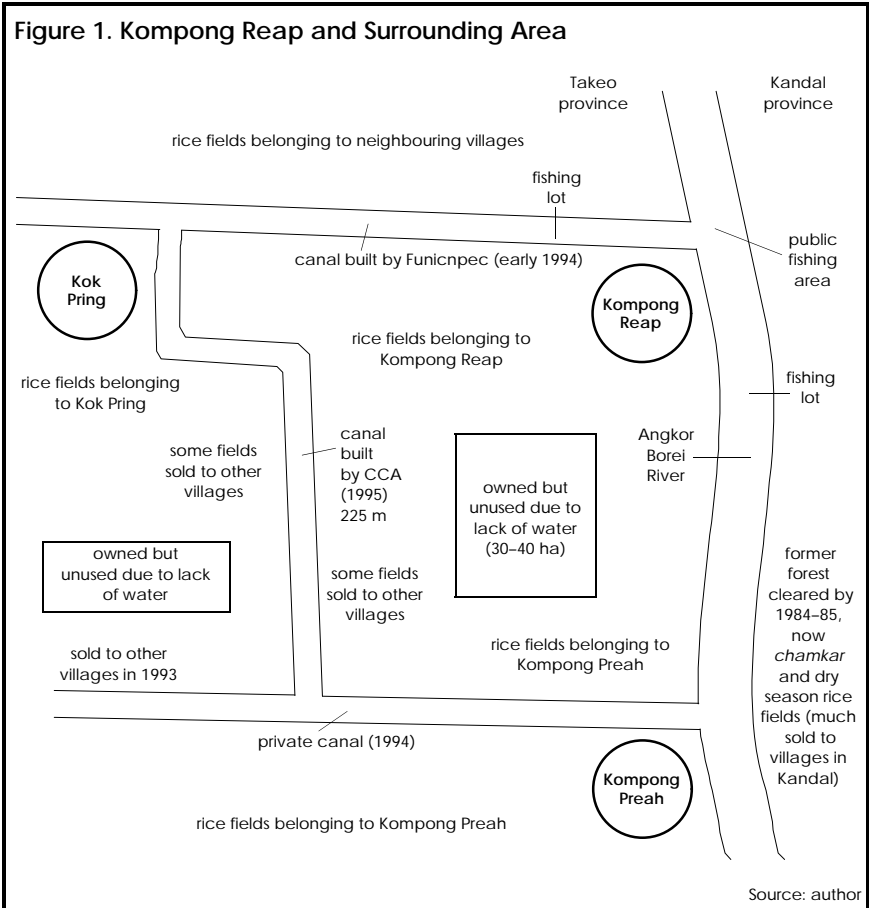 Figure 1. Kompong Reap and Surrounding Area
Takeo
province
Kandal
province
rice fields belonging to neighbouring villages
fishing
lot
public
fishing
area
canal built by Funicnpec (early 1994)
Kok
Pring
Kompong
Reap
rice fields belonging to
Kompong Reap
rice fields belonging
to Kok Pring
fishing
lot
some fields
sold to other
villages
canal
built
by CCA
(1995)
225 m
Angkor
Borei
River
owned but
unused due to
lack of water
(30–40 ha)
owned but
unused due to lack
of water
some fields
sold to other
villages
former
forest
cleared by
1984–85,
now
chamkar
and dry
season rice
fields (much
sold to
villages in
Kandal)
sold to other
villages in 1993
rice fields belonging to
Kompong Preah
private canal (1994)
Kompong
Preah
rice fields belonging to Kompong Preah
Source: author